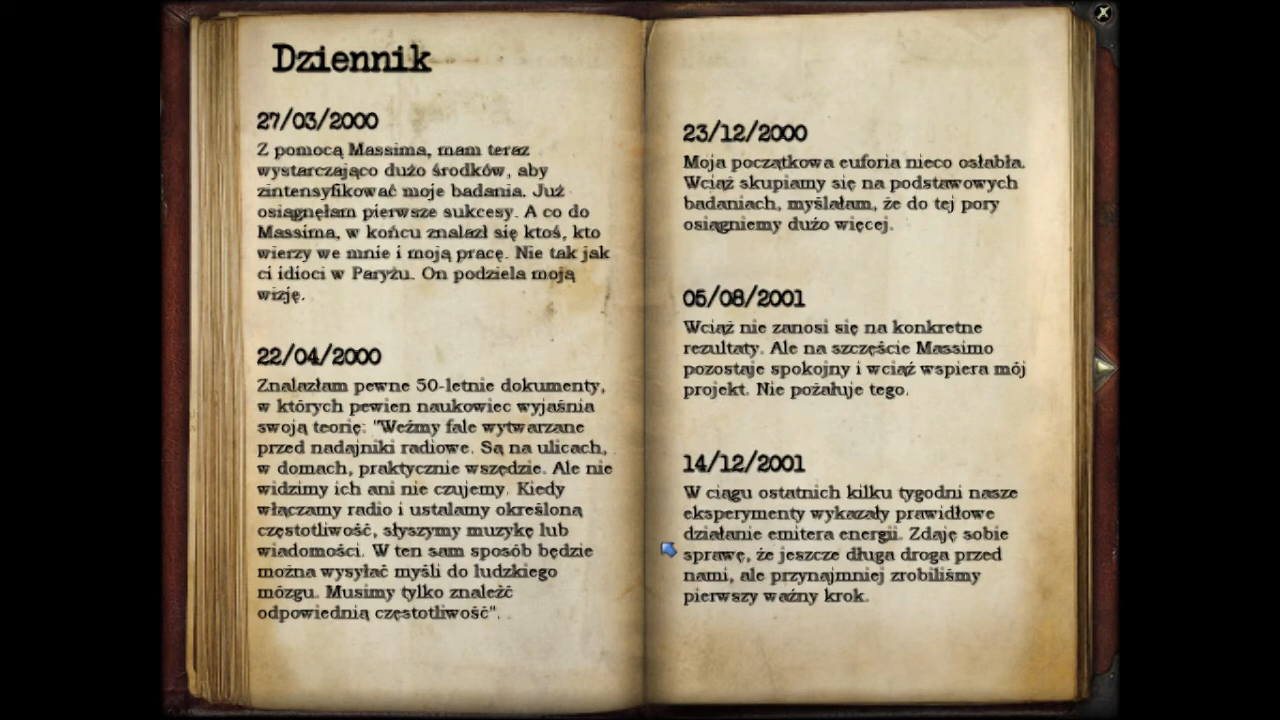 Dziennik
27/03/2000
Z pomocą Massima, mam teraz
wystarczająco dużo środków, aby
zintensyfikować moje badania. Już
osiągnęłam pierwsze sukcesy. A co do
Massima, w końcu znalazł się ktoś, kto
wierzy we mnie i moją pracę. Nie tak jak
ci idioci w Paryżu. On podziela moją
wizję.
22/04/2000
Znalazłam pewne 50-letnie dokumenty,
w których pewien naukowiec wyjaśnia
swoją teorię: "Weźmy fale wytwarzane
przed nadajniki radiowe. Są na ulicach,
w domach, praktycznie wszędzie. Ale nie
widzimy ich ani nie czujemy. Kiedy
włączamy radio i ustalamy określoną
częstotliwość, słyszymy muzykę lub
wiadomości. W ten sam sposób będzie
można wysyłać myśli do ludzkiego
mózgu. Musimy tylko znaleźć
odpowiednią częstotliwość".
23/12/2000
Moja początkowa euforia nieco osłabła.
Wciąż skupiamy się na podstawowych
badaniach, myślałam, że do tej pory
osiągniemy dużo więcej.
05/08/2001
Wciąż nie zanosi się na konkretne
rezultaty. Ale na szczęście Massimo
pozostaje spokojny i wciąż wspiera mój
projekt. Nie pożałuje tego.
14/12/2001
W ciągu ostatnich kilku tygodni nasze
eksperymenty wykazały prawidłowe
działanie emitera energii. Zdaję sobie
sprawę, że jeszcze długa droga przed
nami, ale przynajmniej zrobiliśmy
pierwszy ważny krok.